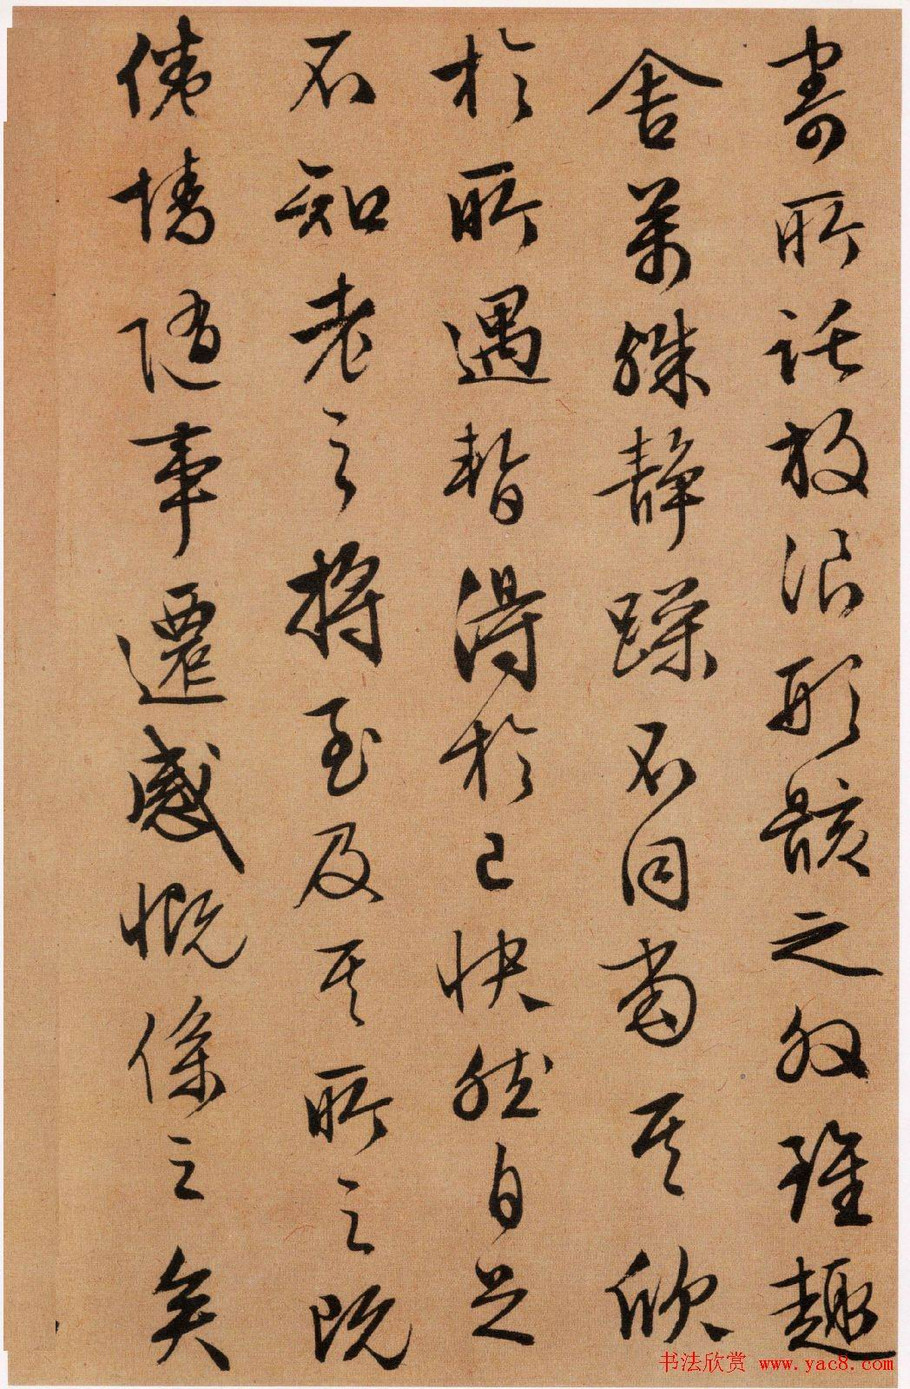 寄所託放浪形骸之外雖趣
舍萬殊靜躁不同當其欣
於所遇暫得於己快然自足
不知老之將至及其所之既
倦情隨事遷感慨係之矣
书法欣赏 www.yac8.com